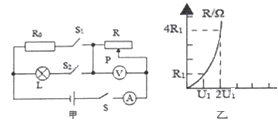 R₀ S₁ R
P
L S₂ V
S A
甲
R/Ω
4R₁
R₁
U₁ 2U₁
乙